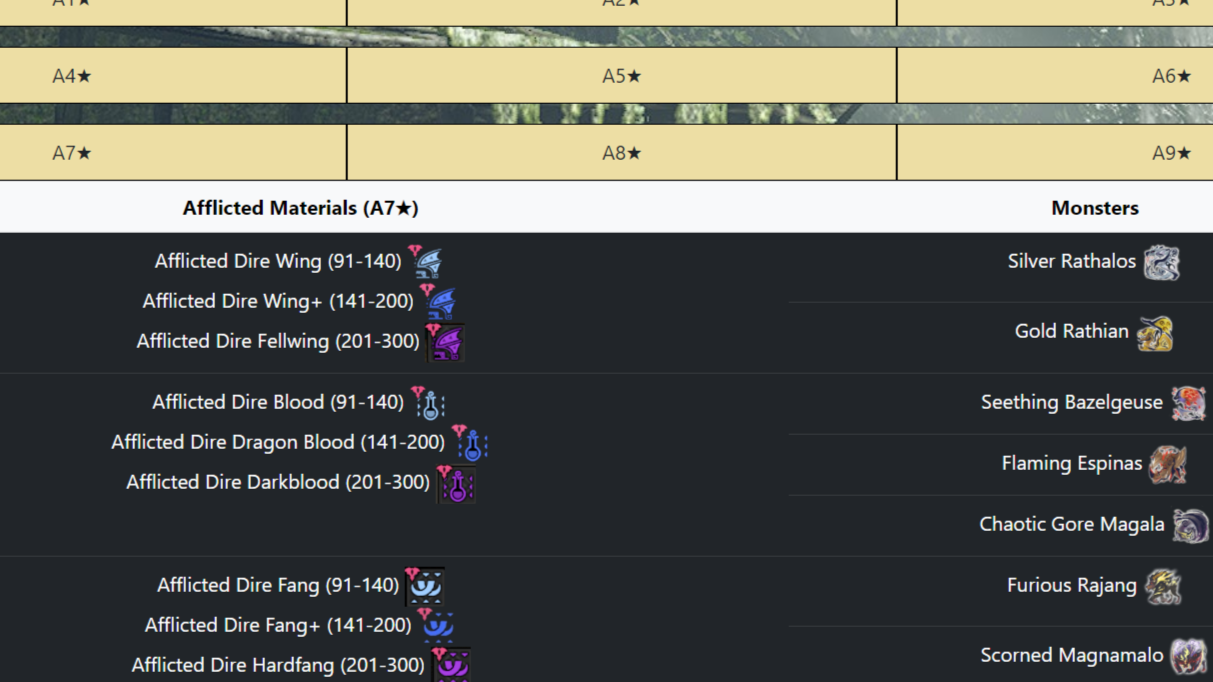 A4★ A5★ A6★
A7★ A8★ A9★
Afflicted Materials (A7★) Monsters
Afflicted Dire Wing (91-140)
Afflicted Dire Wing+ (141-200)
Afflicted Dire Fellwing (201-300)
Silver Rathalos
Gold Rathian
Afflicted Dire Blood (91-140)
Afflicted Dire Dragon Blood (141-200)
Afflicted Dire Darkblood (201-300)
Seething Bazelgeuse
Flaming Espinas
Chaotic Gore Magala
Afflicted Dire Fang (91-140)
Afflicted Dire Fang+ (141-200)
Afflicted Dire Hardfang (201-300)
Furious Rajang
Scorned Magnamalo